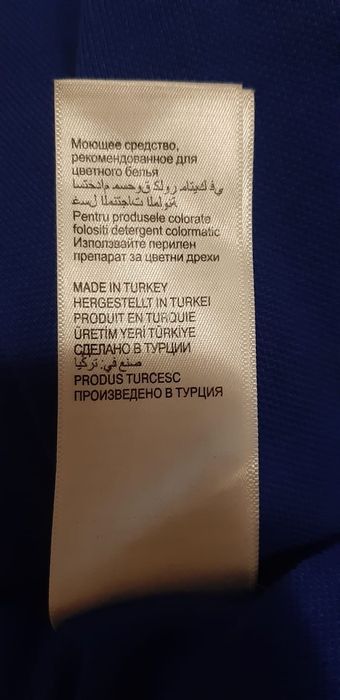 Моющее средство,
рекомендованное для
цветного белья
Pentru produsele colorate
folositi detergent colormatic
Използвайте перилен
препарат за цветни дрехи
MADE IN TURKEY
HERGESTELLT IN TURKEI
PRODUIT EN TURQUIE
ÜRETİM YERİ TÜRKİYE
СДЕЛАНО В ТУРЦИИ
صنع في: تركيا
PRODUS TURCESC
ПРОИЗВЕДЕНО В ТУРЦИЯ